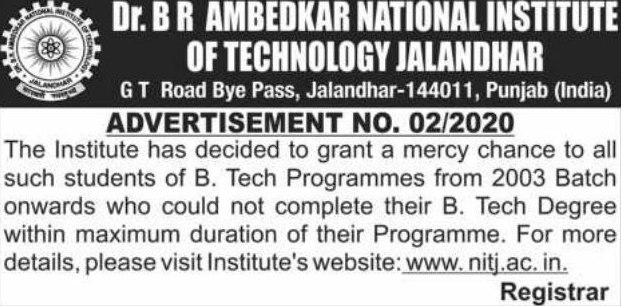 Dr. B R AMBEDKAR NATIONAL INSTITUTE
OF TECHNOLOGY JALANDHAR
G T Road Bye Pass, Jalandhar-144011, Punjab (India)
ADVERTISEMENT NO. 02/2020
The Institute has decided to grant a mercy chance to all
such students of B. Tech Programmes from 2003 Batch
onwards who could not complete their B. Tech Degree
within maximum duration of their Programme. For more
details, please visit Institute's website: www. nitj.ac. in.
Registrar
JALANDHAR